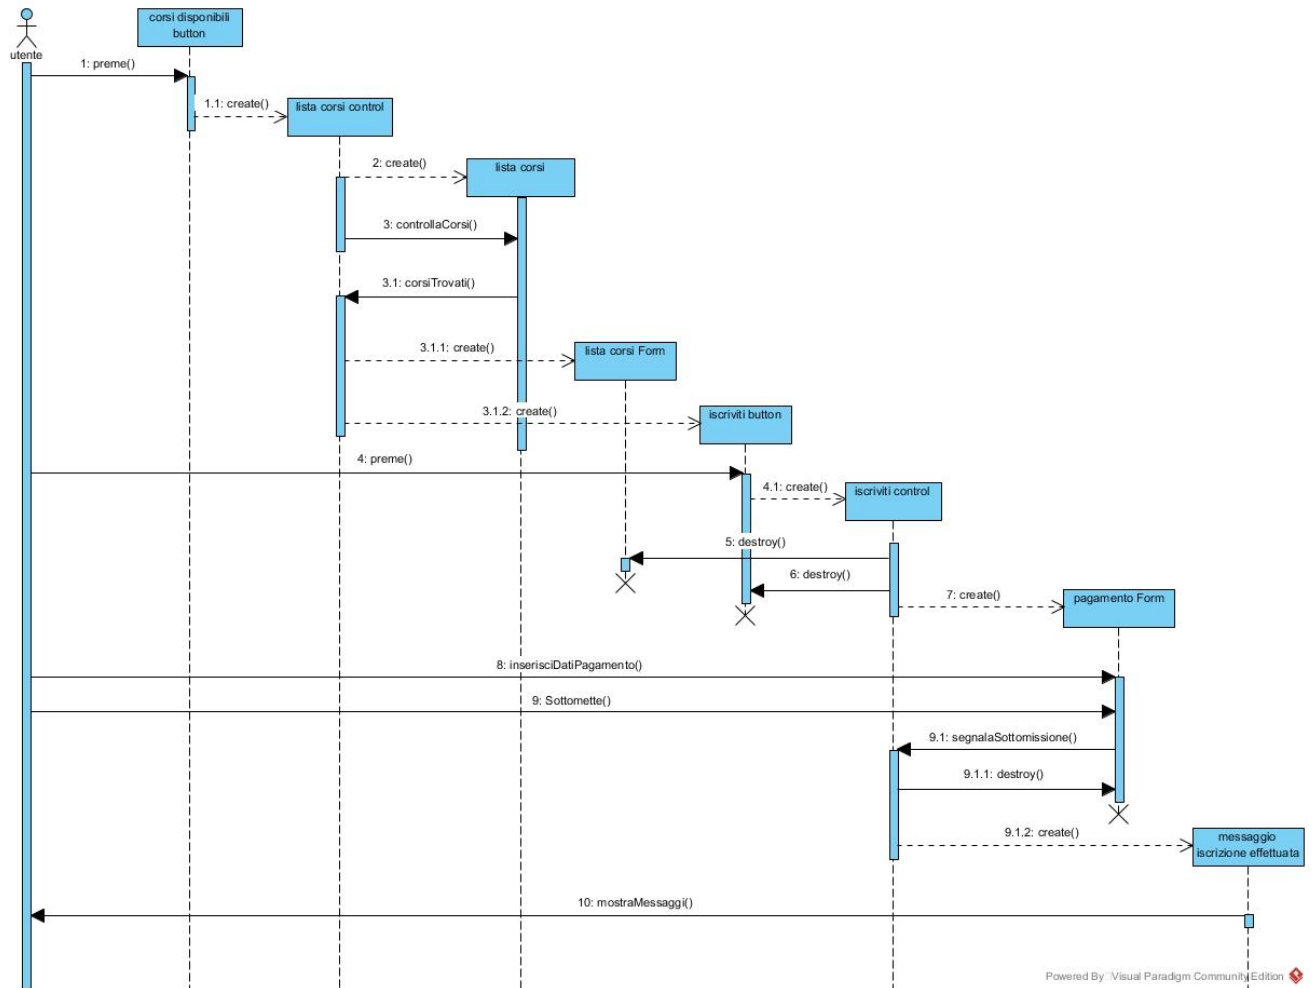 corsi disponibili
button
utente
1: preme()
1.1: create()
lista corsi control
2: create()
lista corsi
3: controllaCorsi()
3.1: corsiTrovati()
3.1.1: create()
lista corsi Form
3.1.2: create()
iscriviti button
4: preme()
4.1: create()
iscriviti control
5: destroy()
6: destroy()
7: create()
pagamento Form
8: inserisciDatiPagamento()
9: Sottomette()
9.1: segnalaSottomissione()
9.1.1: destroy()
9.1.2: create()
messaggio
iscrizione effettuata
10: mostraMessaggi()
Powered By Visual Paradigm Community Edition